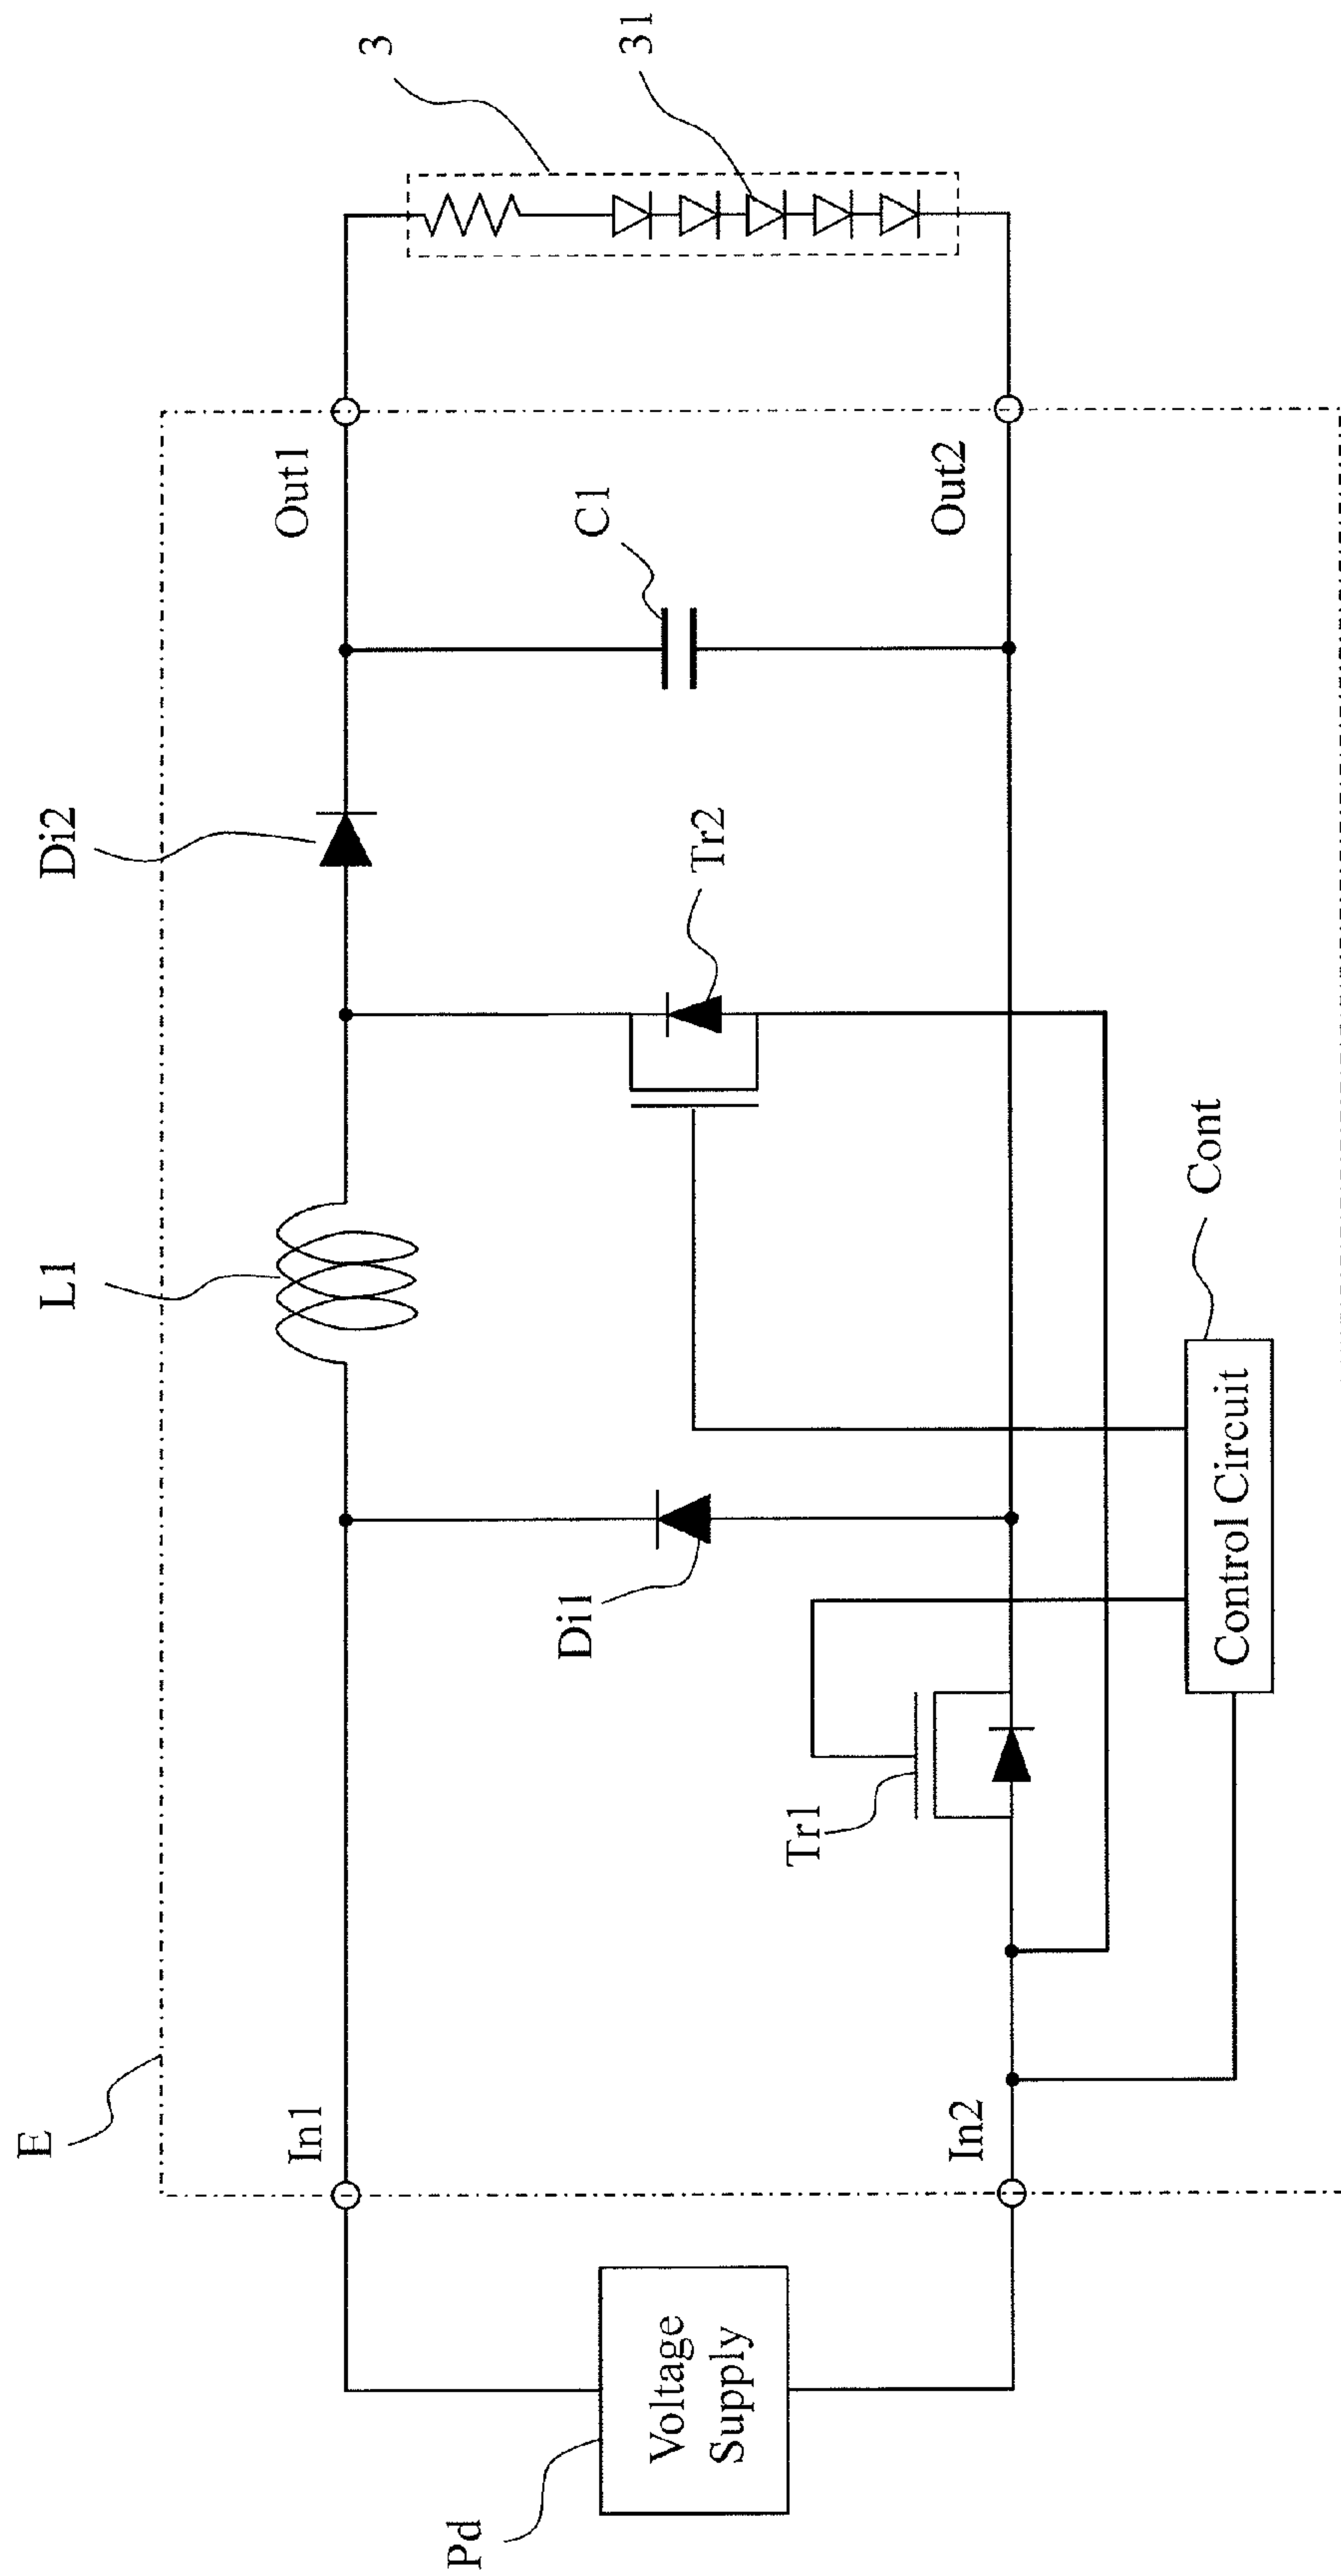 E
L1
Di2
3
31
In1
Out1
Di1
C1
Tr2
Pd
Voltage
Supply
Tr1
In2
Out2
Cont
Control Circuit